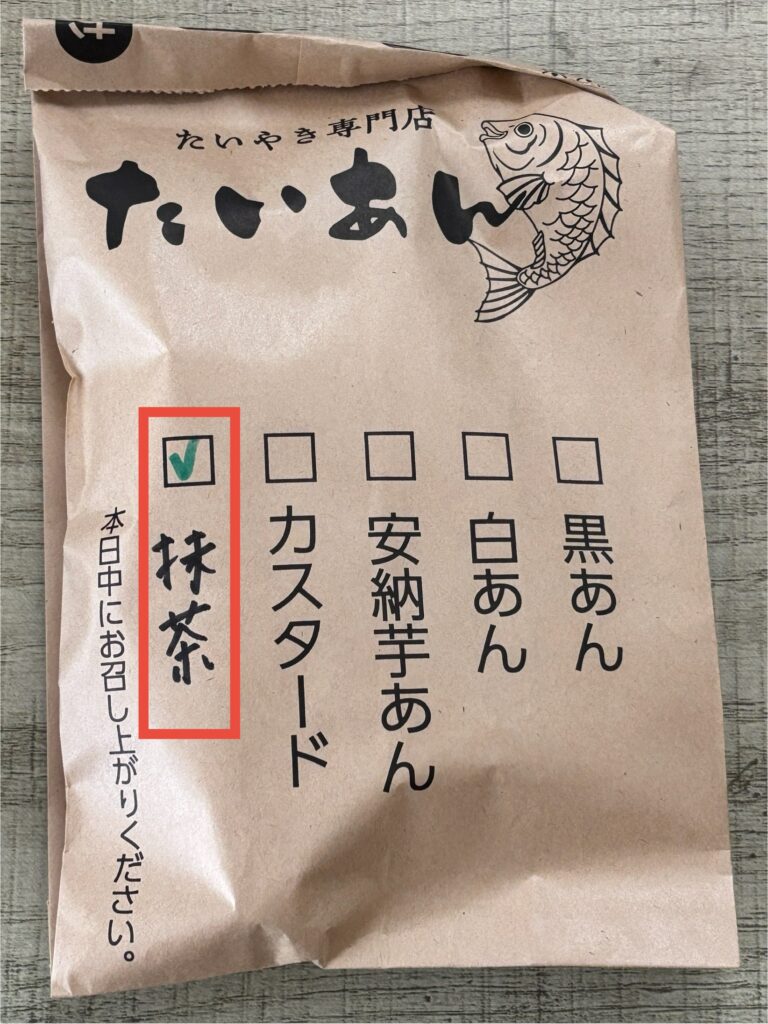 たいやき専門店
たいあん
黒あん
白あん
安納芋あん
カスタード
抹茶
本日中にお召し上がりください。